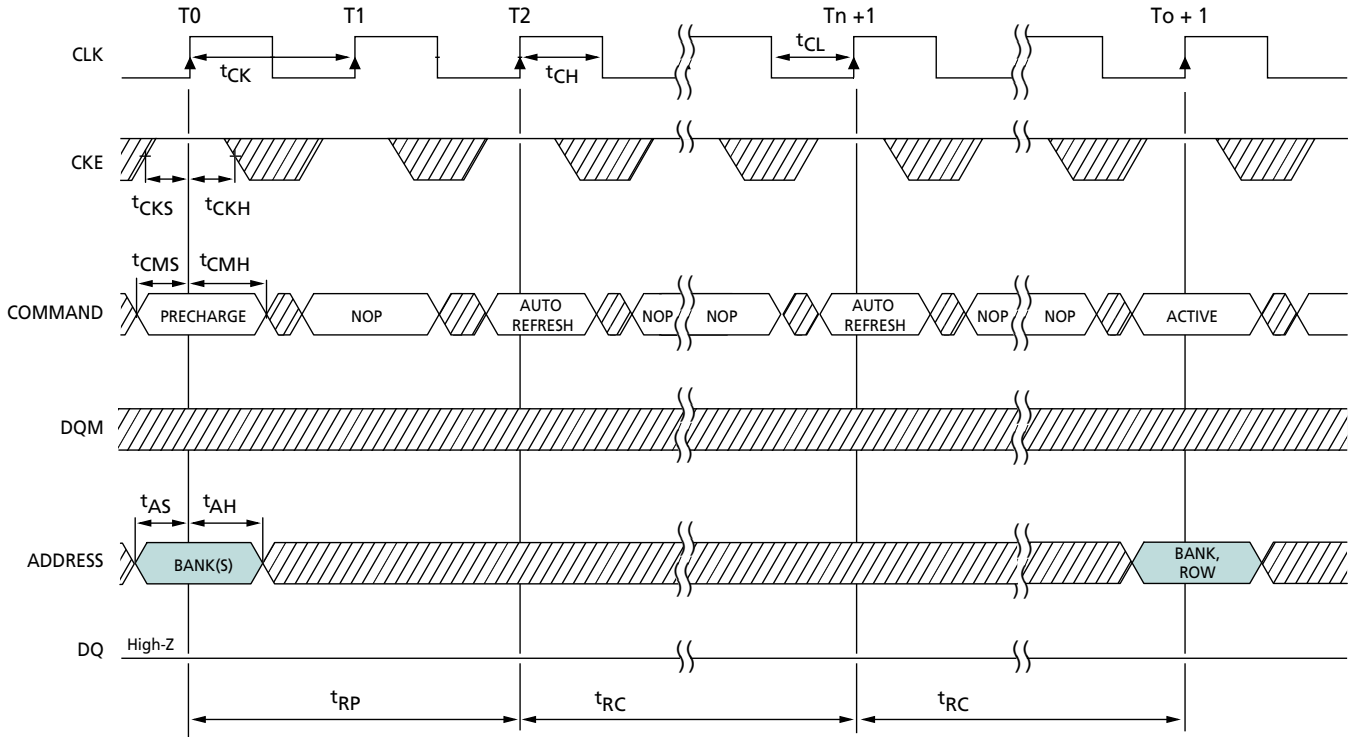 T0 T1 T2 Tn +1 To + 1
CLK
tCK tCH tCL
CKE
tCKS tCKH
tCMS tCMH
COMMAND PRECHARGE NOP AUTO REFRESH NOP NOP AUTO REFRESH NOP NOP ACTIVE
DQM
tAS tAH
ADDRESS BANK(S) BANK, ROW
DQ High-Z
tRP tRC tRC